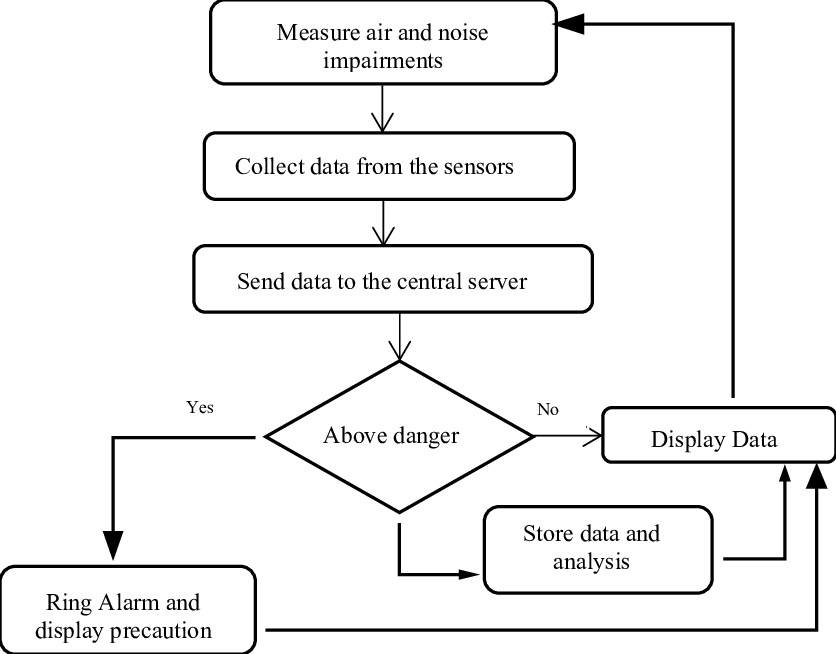 Measure air and noise
impairments
Collect data from the sensors
Send data to the central server
Yes
No
Above danger
Display Data
Store data and
analysis
Ring Alarm and
display precaution